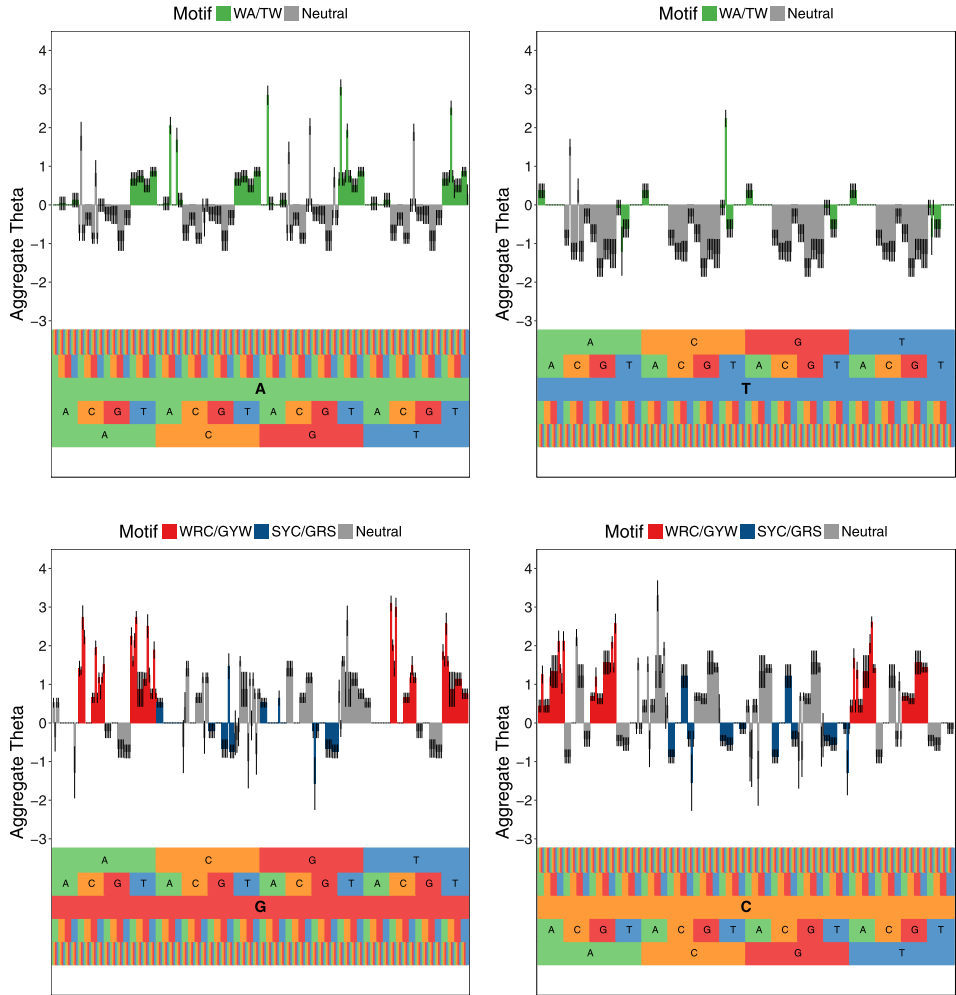 Motif WA/TW Neutral
Aggregate Theta
4
3
2
1
0
−1
−2
−3
A
A C G T A C G T A C G T A C G T
A C G T
Motif WA/TW Neutral
Aggregate Theta
4
3
2
1
0
−1
−2
−3
A C G T
A C G T A C G T A C G T A C G T
T
Motif WRC/GYW SYC/GRS Neutral
Aggregate Theta
4
3
2
1
0
−1
−2
−3
A C G T
A C G T A C G T A C G T A C G T
G
Motif WRC/GYW SYC/GRS Neutral
Aggregate Theta
4
3
2
1
0
−1
−2
−3
C
A C G T A C G T A C G T A C G T
A C G T